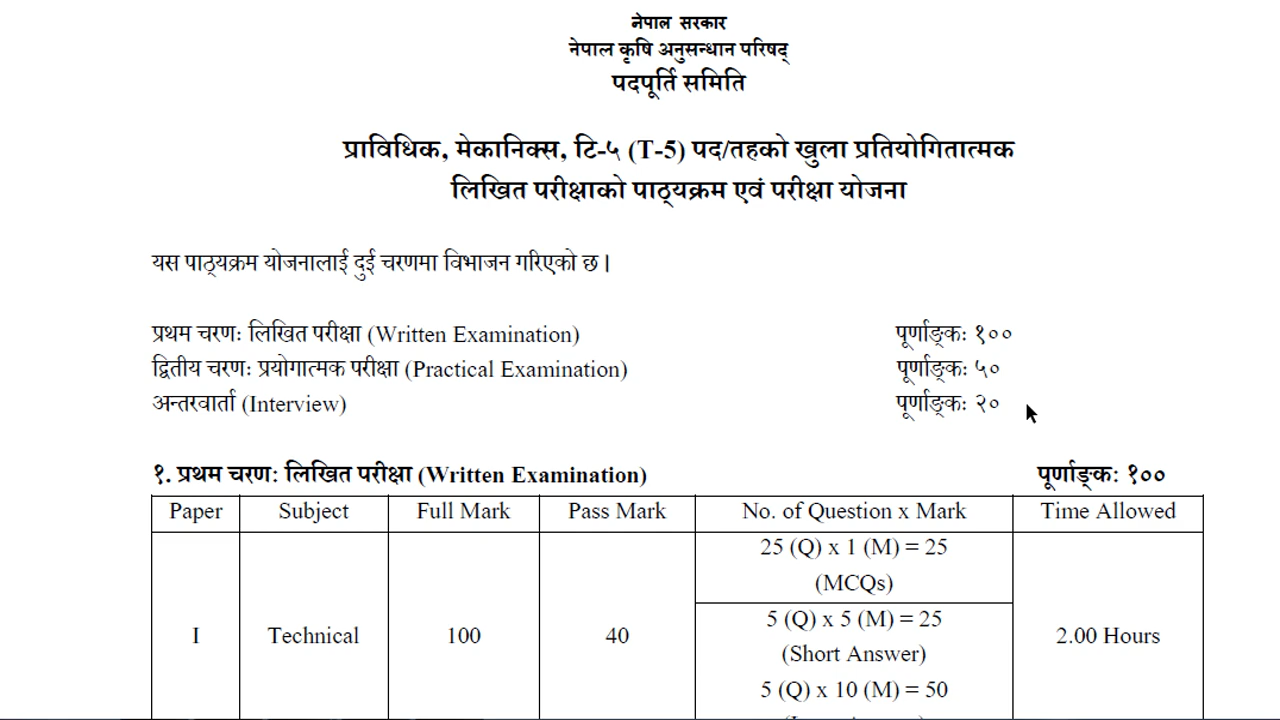 नेपाल सरकार
नेपाल कृषि अनुसन्धान परिषद्
पदपूर्ति समिति
प्राविधिक, मेकानिक्स, टि-५ (T-5) पद/तहको खुला प्रतियोगितात्मक
लिखित परीक्षाको पाठ्यक्रम एवं परीक्षा योजना
यस पाठ्यक्रम योजनालाई दुई चरणमा विभाजन गरिएको छ।
प्रथम चरणः लिखित परीक्षा (Written Examination) पूर्णाङ्कः १००
द्वितीय चरणः प्रयोगात्मक परीक्षा (Practical Examination) पूर्णाङ्कः ५०
अन्तरवार्ता (Interview) पूर्णाङ्कः २०
१. प्रथम चरणः लिखित परीक्षा (Written Examination) पूर्णाङ्कः १००
Paper Subject Full Mark Pass Mark No. of Question x Mark Time Allowed
25 (Q) x 1 (M) = 25
(MCQs)
5 (Q) x 5 (M) = 25
I Technical 100 40 2.00 Hours
(Short Answer)
5 (Q) x 10 (M) = 50